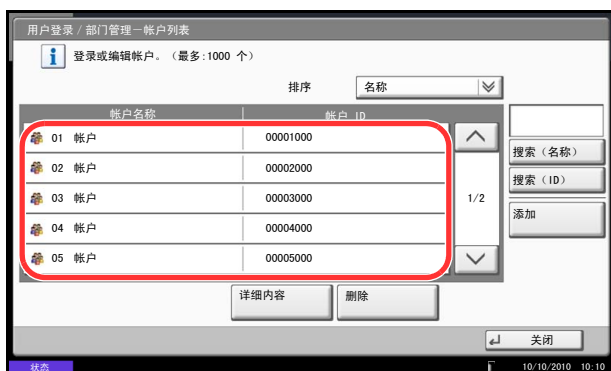 用户登录 / 部门管理－帐户列表
登录或编辑帐户。（最多:1000 个）
排序 名称
帐户名称 帐户 ID
01 帐户 00001000
02 帐户 00002000
03 帐户 00003000
04 帐户 00004000
05 帐户 00005000
1/2
搜索（名称）
搜索（ID）
添加
详细内容 删除
关闭
状态 10/10/2010 10:10